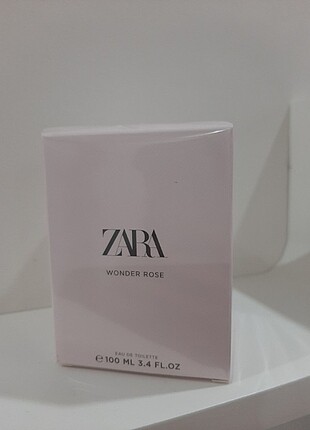 ZARA
WONDER ROSE
EAU DE TOILETTE
℮100 ML 3.4 FL.OZ